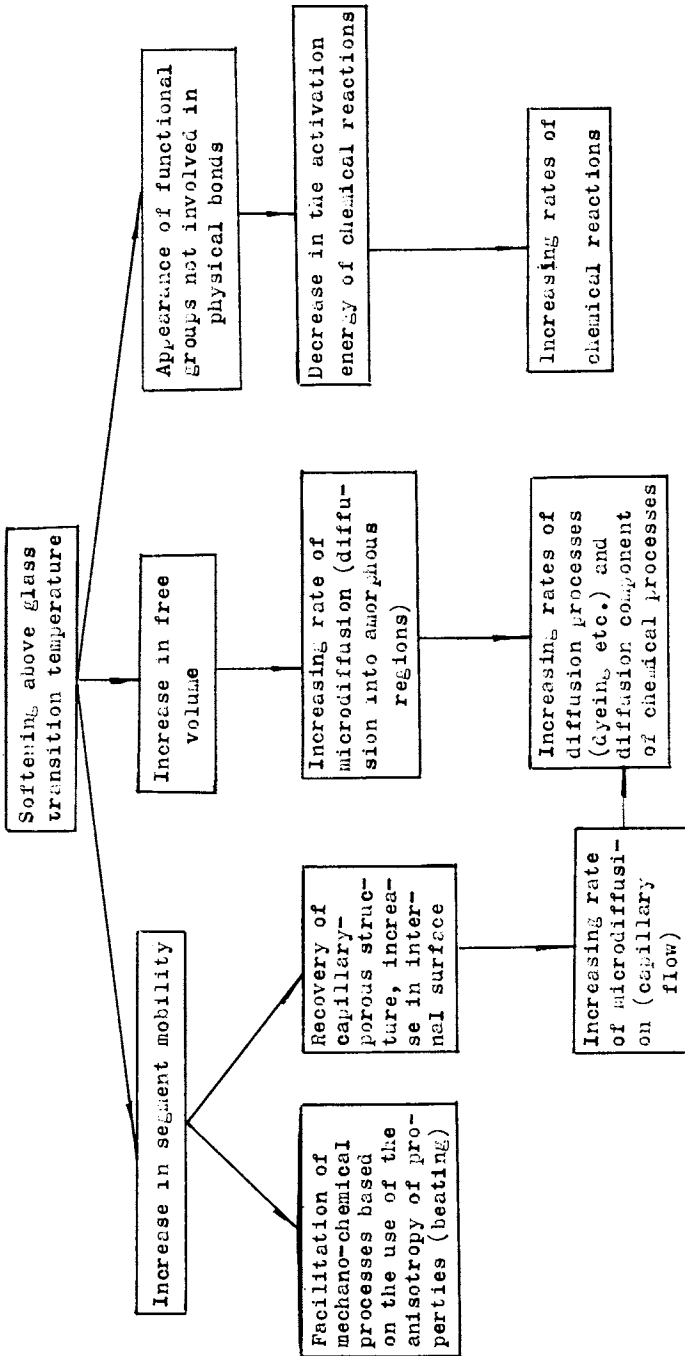 Softening above glass
transition temperature
Increase in segment mobility
Increase in free
volume
Appearance of functional
groups not involved in
physical bonds
Facilitation of
mechano-chemical
processes based
on the use of the
anisotropy of pro-
perties (beating)
Recovery of
capillary-
porous struc-
ture, increa-
se in inter-
nal surface
Increasing rate of
microdiffusion (diffu-
sion into amorphous
regions)
Decrease in the activation
energy of chemical reactions
Increasing rate
of microdiffusi-
on (capillary
flow)
Increasing rates of
diffusion processes
(dyeing etc.) and
diffusion component
of chemical processes
Increasing rates of
chemical reactions